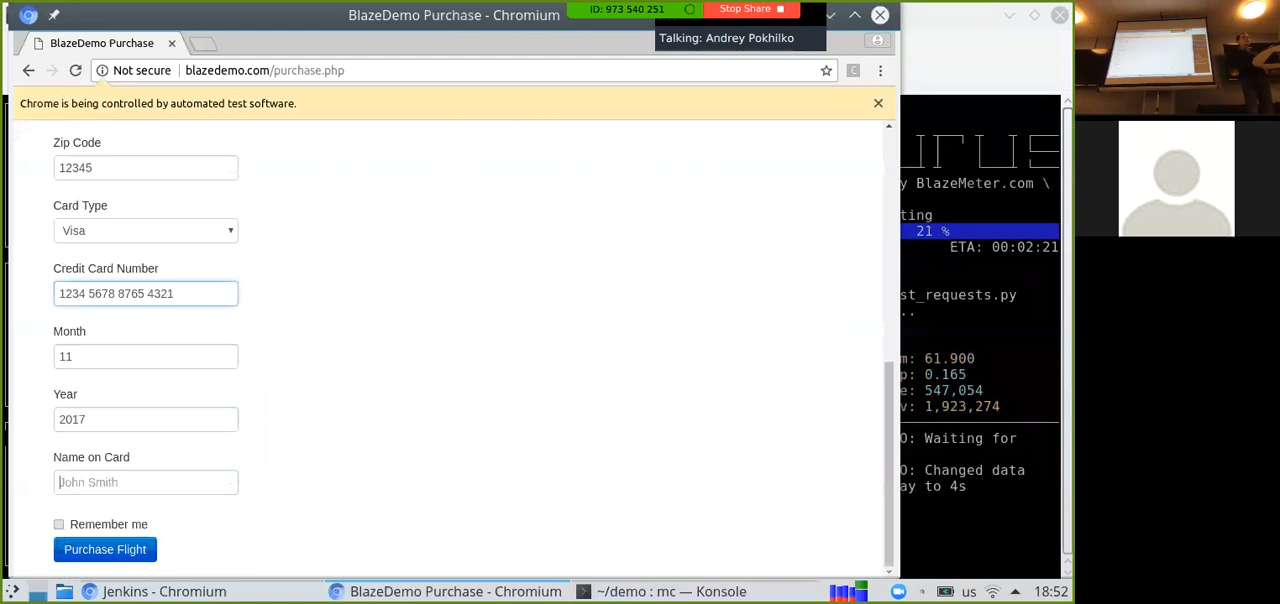 BlazeDemo Purchase - Chromium
ID: 973 540 251
Stop Share
Talking: Andrey Pokhilko
BlazeDemo Purchase
Not secure
blazedemo.com/purchase.php
C
Chrome is being controlled by automated test software.
Zip Code
12345
Card Type
Visa
Credit Card Number
1234 5678 8765 4321
Month
11
Year
2017
Name on Card
John Smith
Remember me
Purchase Flight
y BlazeMeter.com \
ting
21 %
ETA: 00:02:21
st_requests.py
..
m: 61.900
p: 0.165
e: 547,054
v: 1,923,274
O: Waiting for
O: Changed data
ay to 4s
Jenkins - Chromium
BlazeDemo Purchase - Chromium
~/demo : mc — Konsole
us
18:52